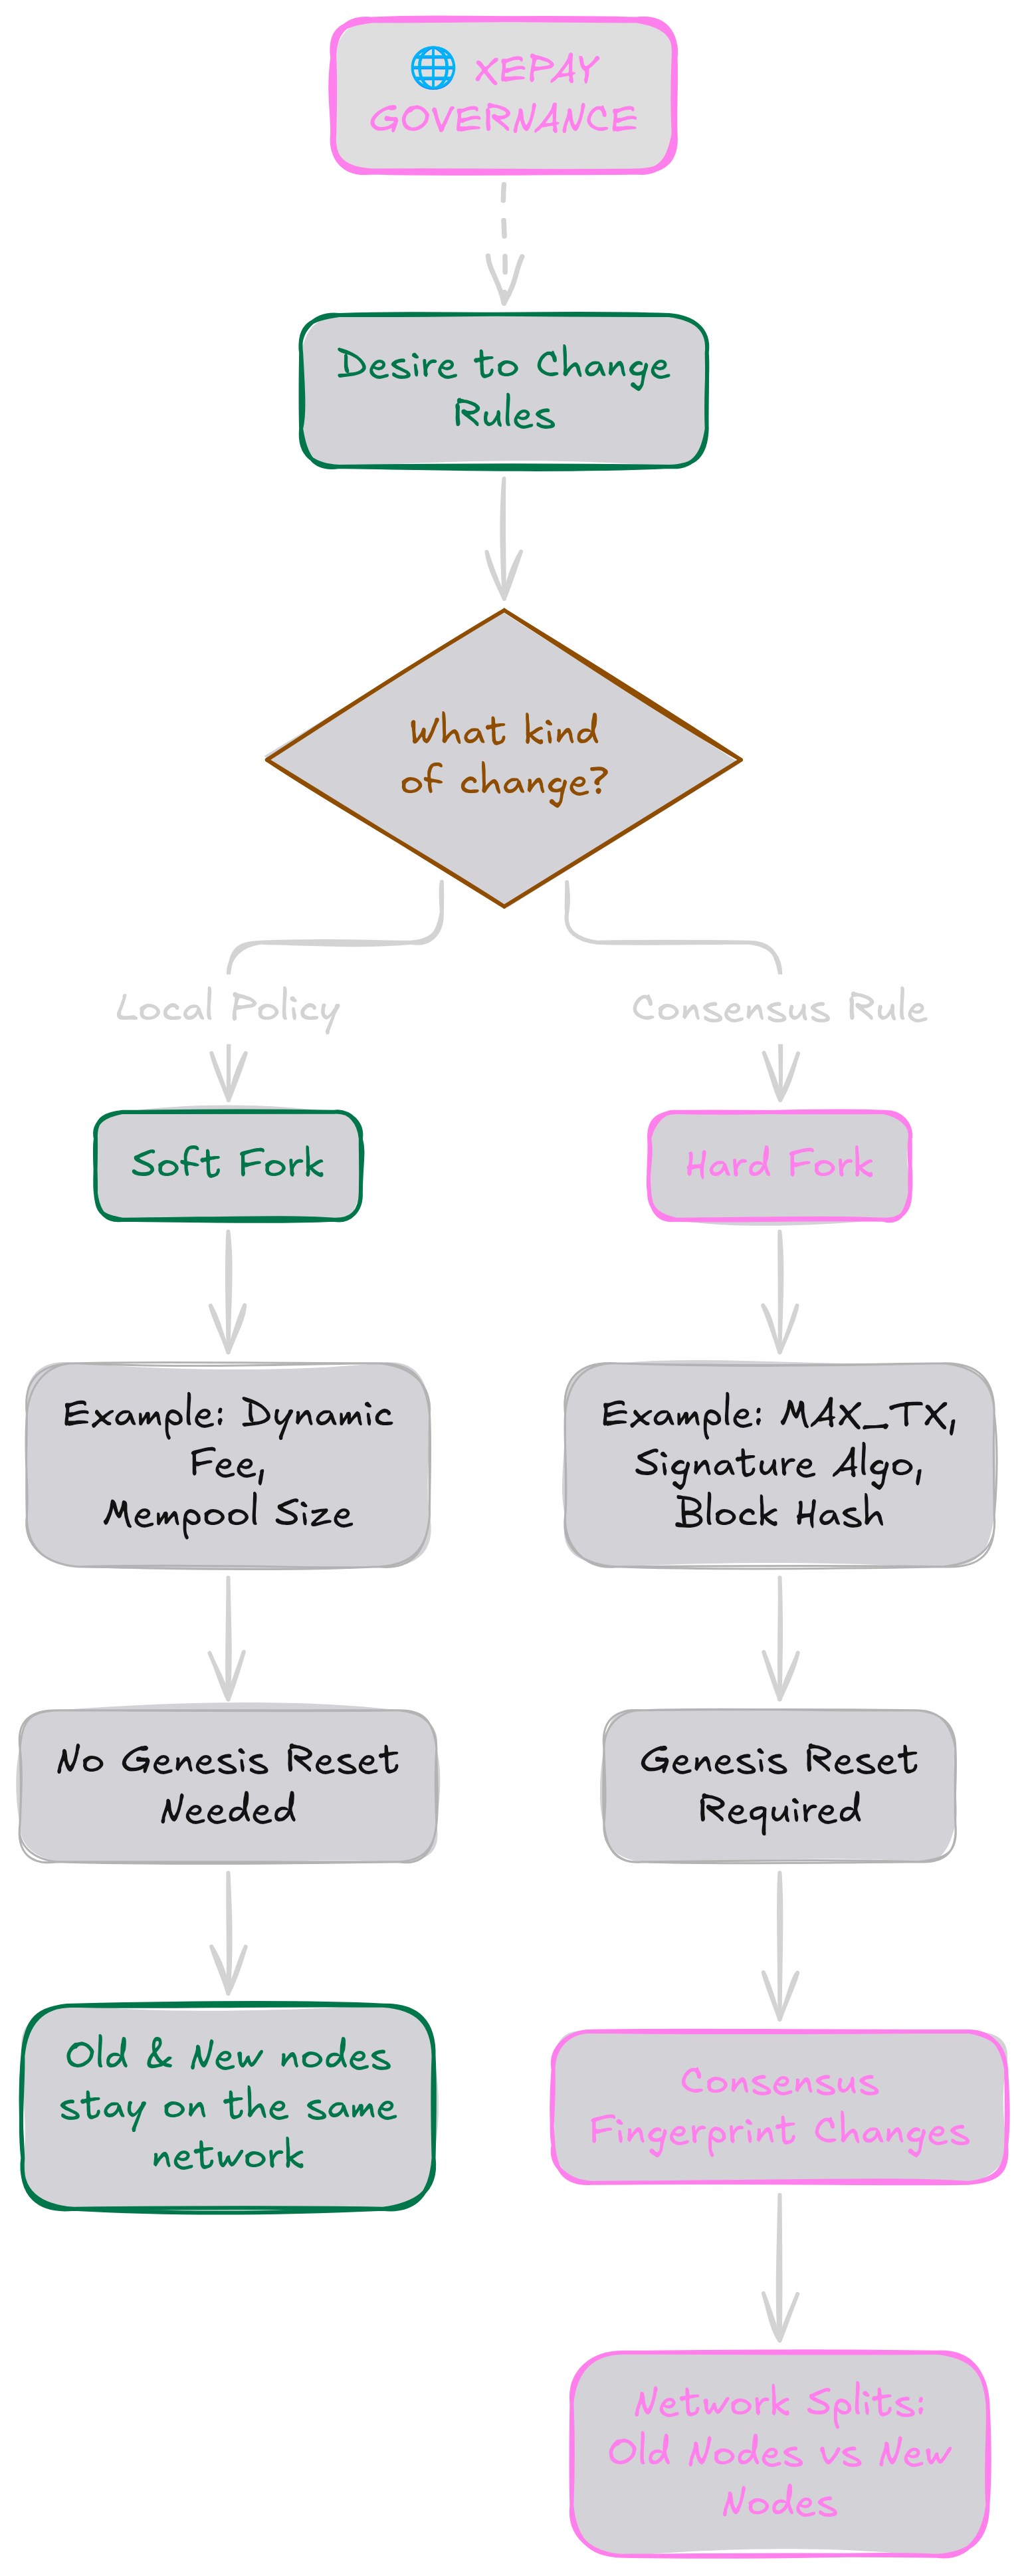 🌐 XEPAY
GOVERNANCE
Desire to Change
Rules
What kind
of change?
Local Policy
Consensus Rule
Soft Fork
Hard Fork
Example: Dynamic
Fee,
Mempool Size
Example: MAX_TX,
Signature Algo,
Block Hash
No Genesis Reset
Needed
Genesis Reset
Required
Old & New nodes
stay on the same
network
Consensus
Fingerprint Changes
Network Splits:
Old Nodes vs New
Nodes